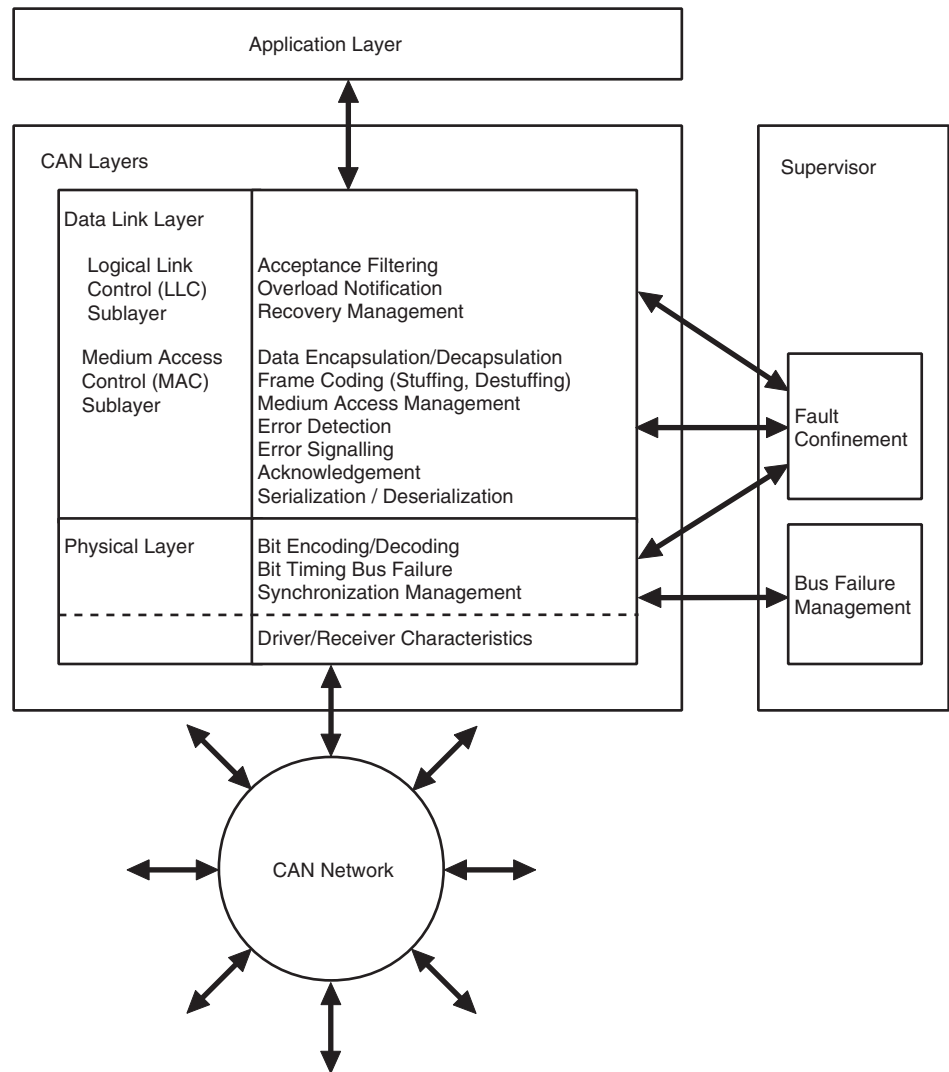 Application Layer
CAN Layers
Supervisor
Data Link Layer
Logical Link
Control (LLC)
Sublayer
Acceptance Filtering
Overload Notification
Recovery Management
Medium Access
Control (MAC)
Sublayer
Data Encapsulation/Decapsulation
Frame Coding (Stuffing, Destuffing)
Medium Access Management
Error Detection
Error Signalling
Acknowledgement
Serialization / Deserialization
Fault
Confinement
Physical Layer
Bit Encoding/Decoding
Bit Timing Bus Failure
Synchronization Management
Bus Failure
Management
Driver/Receiver Characteristics
CAN Network